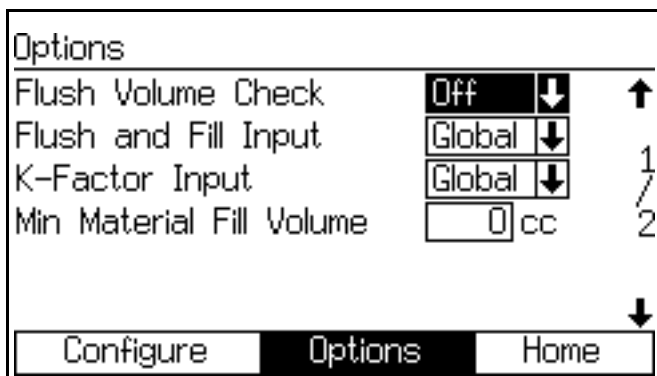 Options
Flush Volume Check Off
Flush and Fill Input Global
K-Factor Input Global
Min Material Fill Volume 0 cc
1/2
Configure Options Home